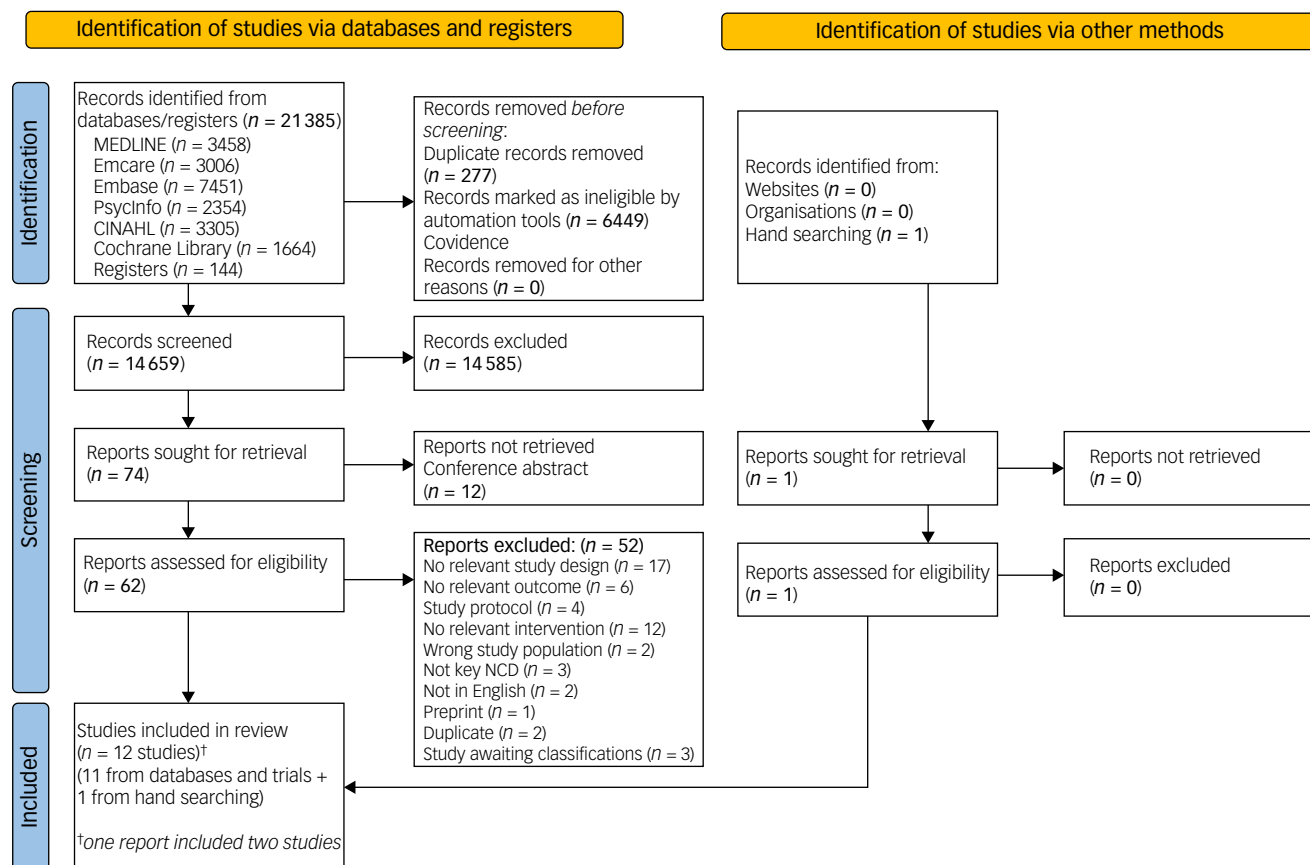 Identification of studies via databases and registers
Identification of studies via other methods
Identification
Records identified from
databases/registers (n = 21 385)
MEDLINE (n = 3458)
Emcare (n = 3006)
Embase (n = 7451)
PsycInfo (n = 2354)
CINAHL (n = 3305)
Cochrane Library (n = 1664)
Registers (n = 144)
Records removed before
screening:
Duplicate records removed
(n = 277)
Records marked as ineligible by
automation tools (n = 6449)
Covidence
Records removed for other
reasons (n = 0)
Records identified from:
Websites (n = 0)
Organisations (n = 0)
Hand searching (n = 1)
Screening
Records screened
(n = 14 659)
Records excluded
(n = 14 585)
Reports sought for retrieval
(n = 74)
Reports not retrieved
Conference abstract
(n = 12)
Reports sought for retrieval
(n = 1)
Reports not retrieved
(n = 0)
Reports assessed for eligibility
(n = 62)
Reports excluded: (n = 52)
No relevant study design (n = 17)
No relevant outcome (n = 6)
Study protocol (n = 4)
No relevant intervention (n = 12)
Wrong study population (n = 2)
Not key NCD (n = 3)
Not in English (n = 2)
Preprint (n = 1)
Duplicate (n = 2)
Study awaiting classifications (n = 3)
Reports assessed for eligibility
(n = 1)
Reports excluded
(n = 0)
Included
Studies included in review
(n = 12 studies)†
(11 from databases and trials +
1 from hand searching)
†one report included two studies